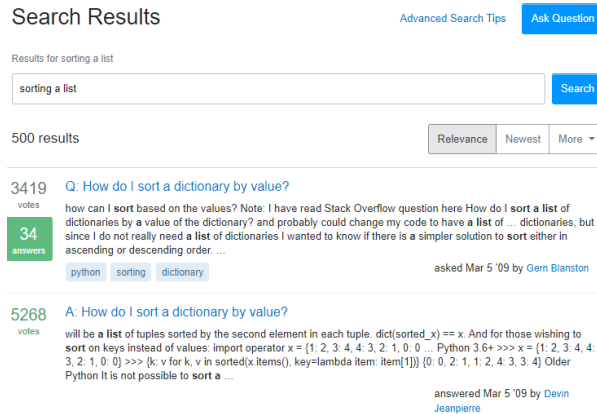 Search Results
Advanced Search Tips
Ask Question
Results for sorting a list
sorting a list
Search
500 results
Relevance
Newest
More
3419
votes
34
answers
Q: How do I sort a dictionary by value?
how can I sort based on the values? Note: I have read Stack Overflow question here How do I sort a list of
dictionaries by a value of the dictionary? and probably could change my code to have a list of … dictionaries, but
since I do not really need a list of dictionaries I wanted to know if there is a simpler solution to sort either in
ascending or descending order. …
python
sorting
dictionary
asked Mar 5 '09 by Gern Blanston
5268
votes
A: How do I sort a dictionary by value?
will be a list of tuples sorted by the second element in each tuple. dict(sorted_x) == x. And for those wishing to
sort on keys instead of values: import operator x = {1: 2, 3: 4, 4: 3, 2: 1, 0: 0 … Python 3.6+ >>> x = {1: 2, 3: 4, 4:
3, 2: 1, 0: 0} >>> {k: v for k, v in sorted(x.items(), key=lambda item: item[1])} {0: 0, 2: 1, 1: 2, 4: 3, 3: 4} Older
Python It is not possible to sort a …
answered Mar 5 '09 by Devin
Jeanpierre